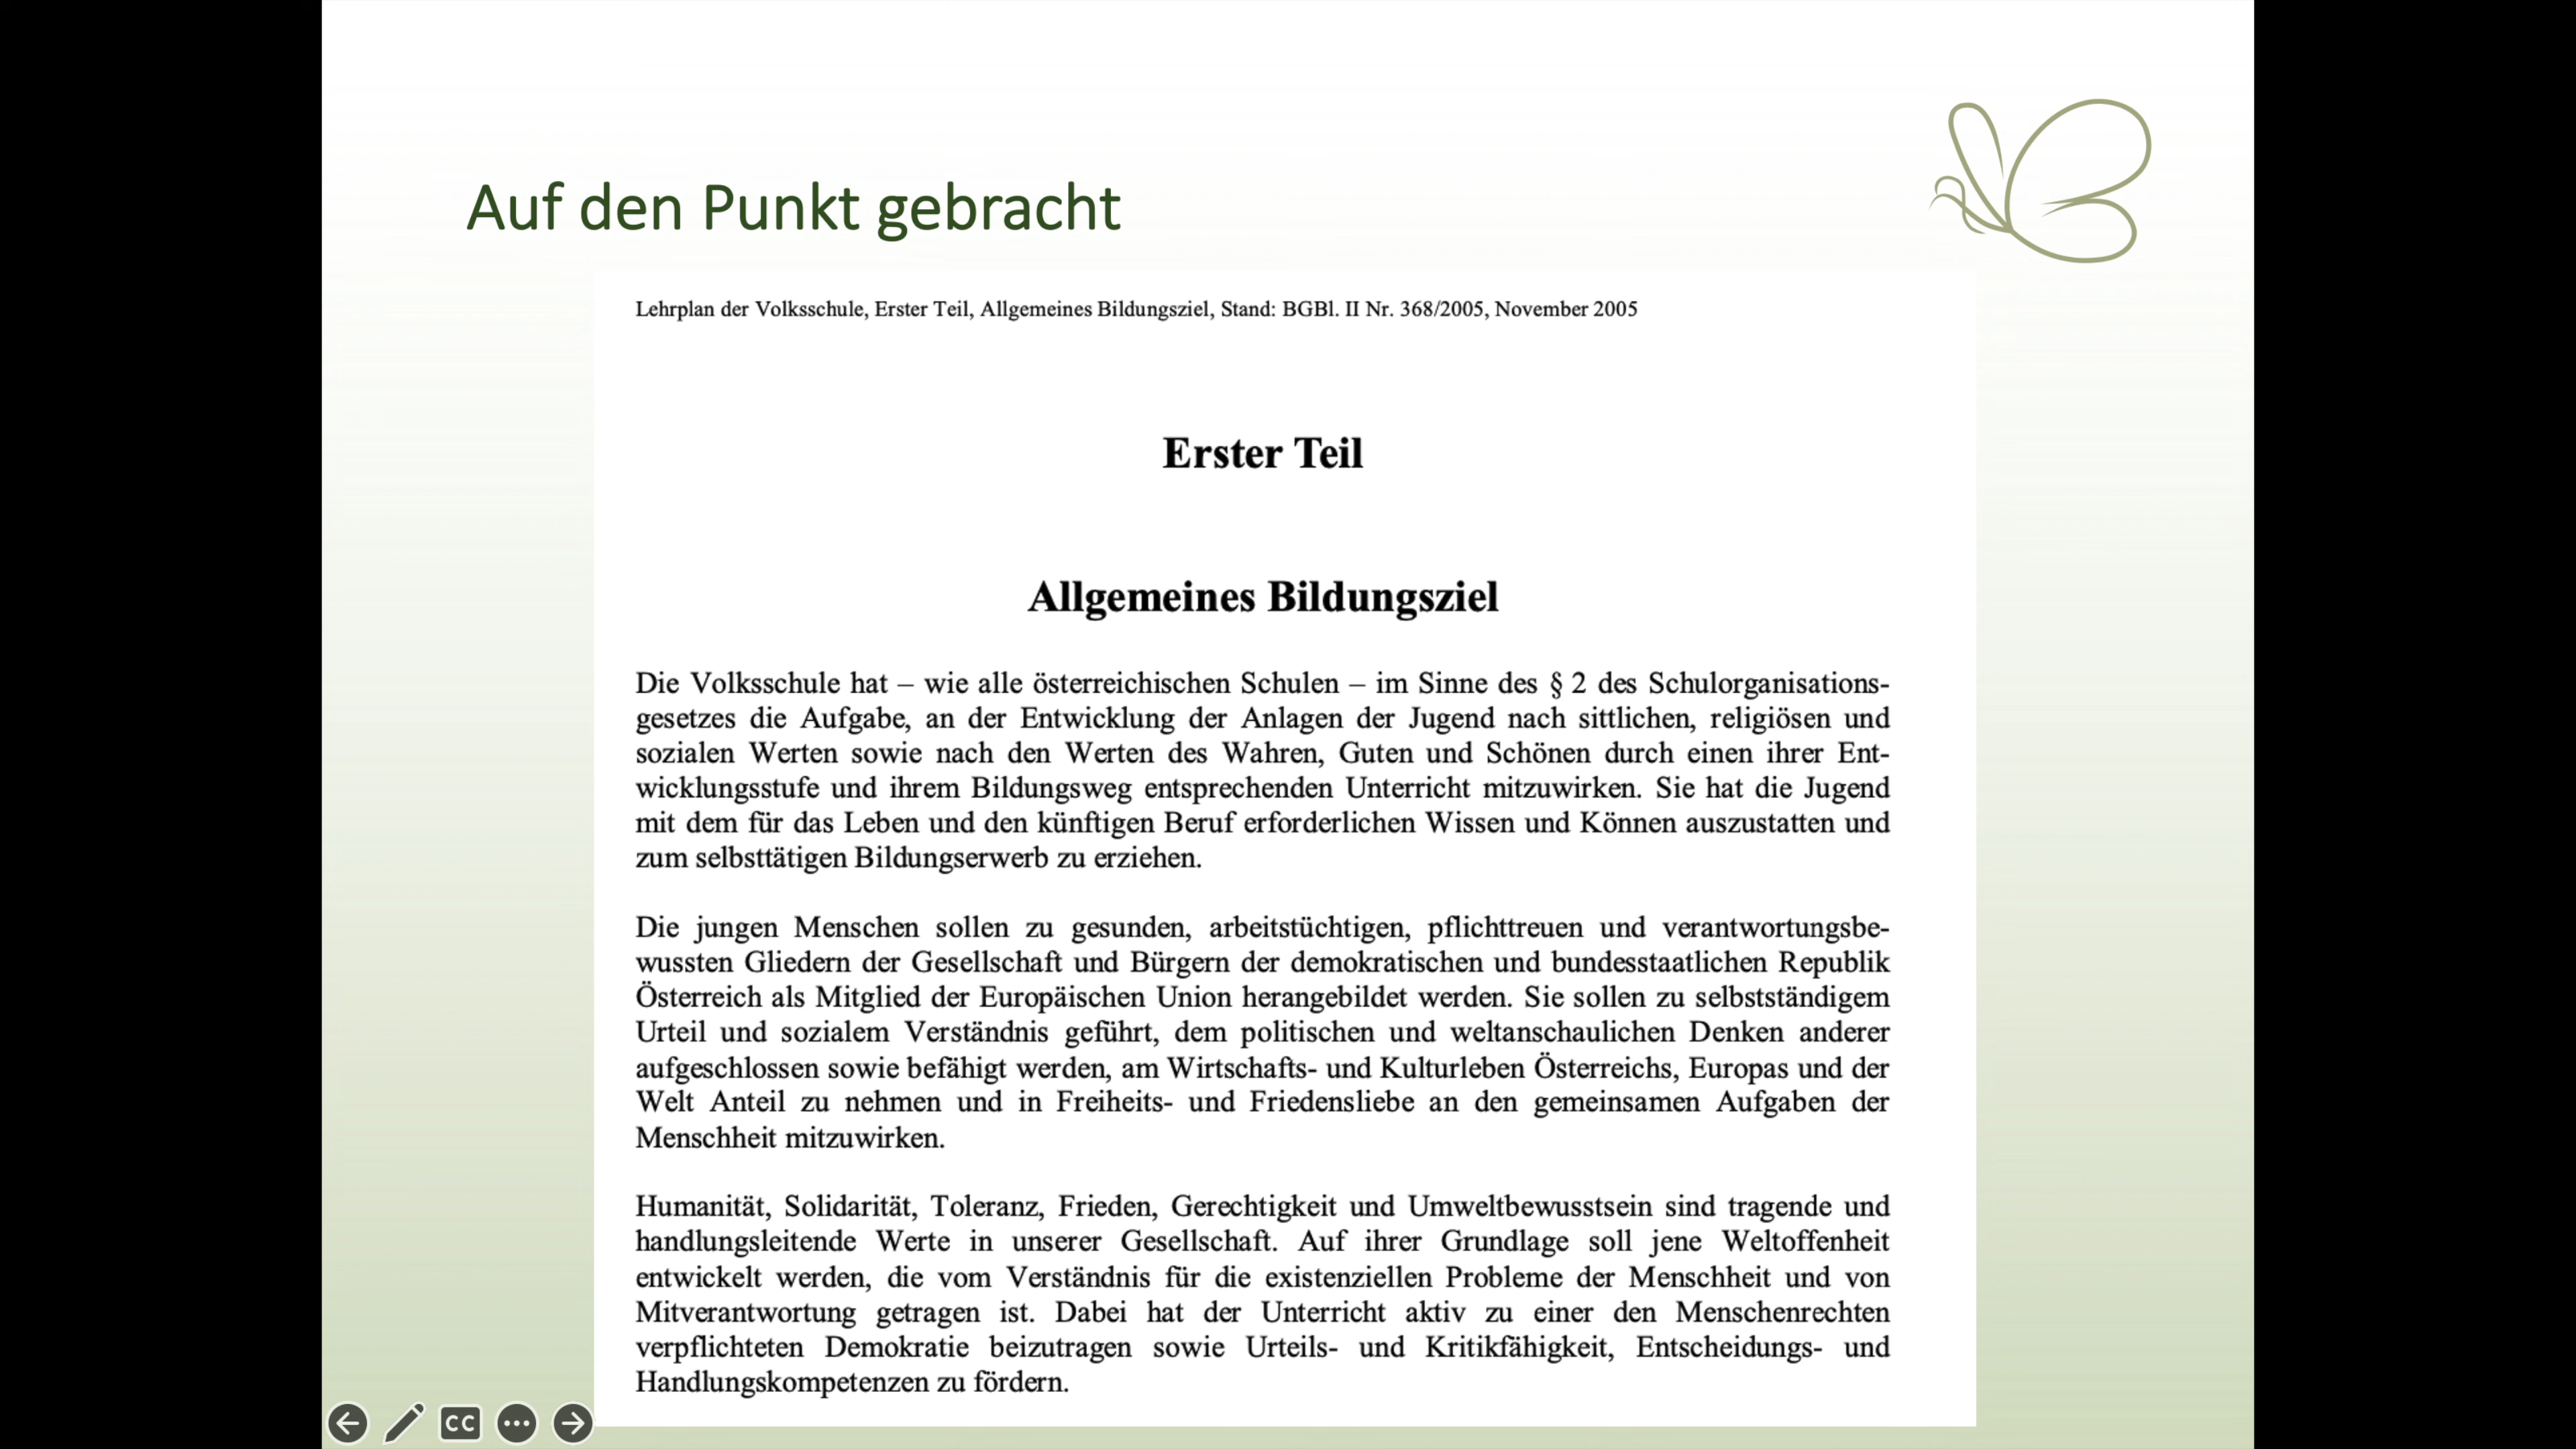 Auf den Punkt gebracht
Lehrplan der Volksschule, Erster Teil, Allgemeines Bildungsziel, Stand: BGBl. II Nr. 368/2005, November 2005
Erster Teil
Allgemeines Bildungsziel
Die Volksschule hat – wie alle österreichischen Schulen – im Sinne des § 2 des Schulorganisations-
gesetzes die Aufgabe, an der Entwicklung der Anlagen der Jugend nach sittlichen, religiösen und
sozialen Werten sowie nach den Werten des Wahren, Guten und Schönen durch einen ihrer Ent-
wicklungsstufe und ihrem Bildungsweg entsprechenden Unterricht mitzuwirken. Sie hat die Jugend
mit dem für das Leben und den künftigen Beruf erforderlichen Wissen und Können auszustatten und
zum selbsttätigen Bildungserwerb zu erziehen.
Die jungen Menschen sollen zu gesunden, arbeitstüchtigen, pflichttreuen und verantwortungsbe-
wussten Gliedern der Gesellschaft und Bürgern der demokratischen und bundesstaatlichen Republik
Österreich als Mitglied der Europäischen Union herangebildet werden. Sie sollen zu selbstständigem
Urteil und sozialem Verständnis geführt, dem politischen und weltanschaulichen Denken anderer
aufgeschlossen sowie befähigt werden, am Wirtschafts- und Kulturleben Österreichs, Europas und der
Welt Anteil zu nehmen und in Freiheits- und Friedensliebe an den gemeinsamen Aufgaben der
Menschheit mitzuwirken.
Humanität, Solidarität, Toleranz, Frieden, Gerechtigkeit und Umweltbewusstsein sind tragende und
handlungsleitende Werte in unserer Gesellschaft. Auf ihrer Grundlage soll jene Weltoffenheit
entwickelt werden, die vom Verständnis für die existenziellen Probleme der Menschheit und von
Mitverantwortung getragen ist. Dabei hat der Unterricht aktiv zu einer den Menschenrechten
verpflichteten Demokratie beizutragen sowie Urteils- und Kritikfähigkeit, Entscheidungs- und
Handlungskompetenzen zu fördern.
CC